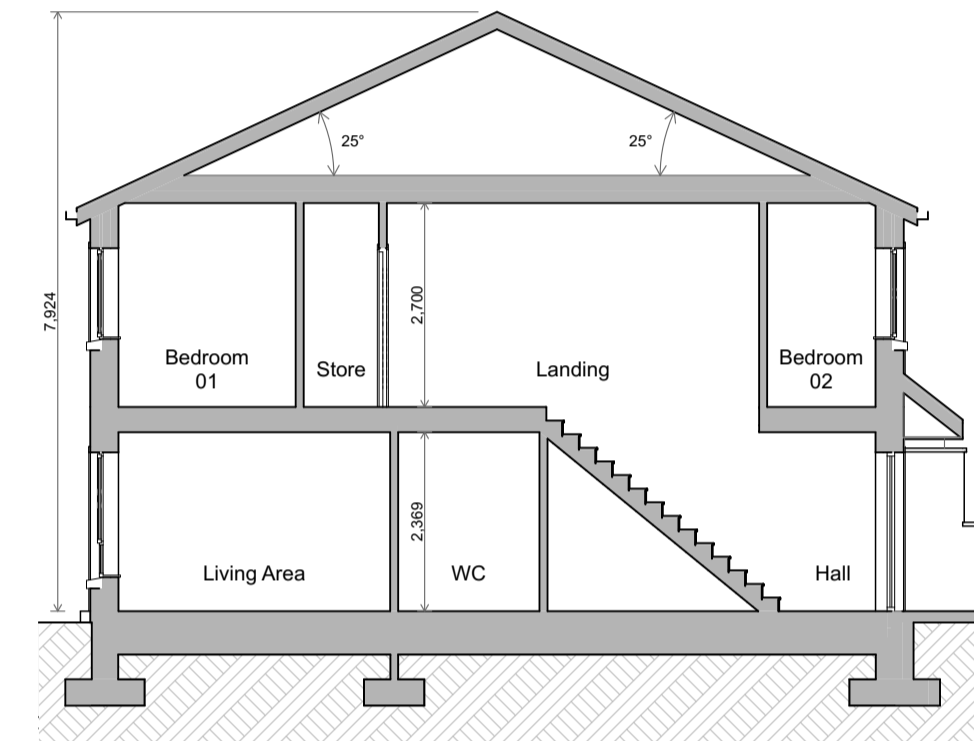 25°
25°
7,924
2,700
Bedroom
01
Store
Landing
Bedroom
02
2,369
Living Area
WC
Hall